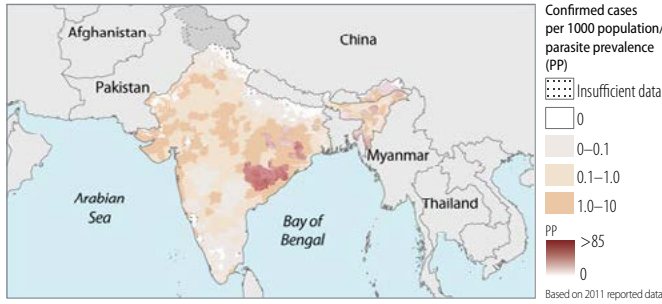 Afghanistan
China
Pakistan
Myanmar
Arabian
Sea
Thailand
Bay of
Bengal
Confirmed cases
per 1000 population/
parasite prevalence
(PP)
Insufficient data
0
0–0.1
0.1–1.0
1.0–10
PP
>85
0
Based on 2011 reported data